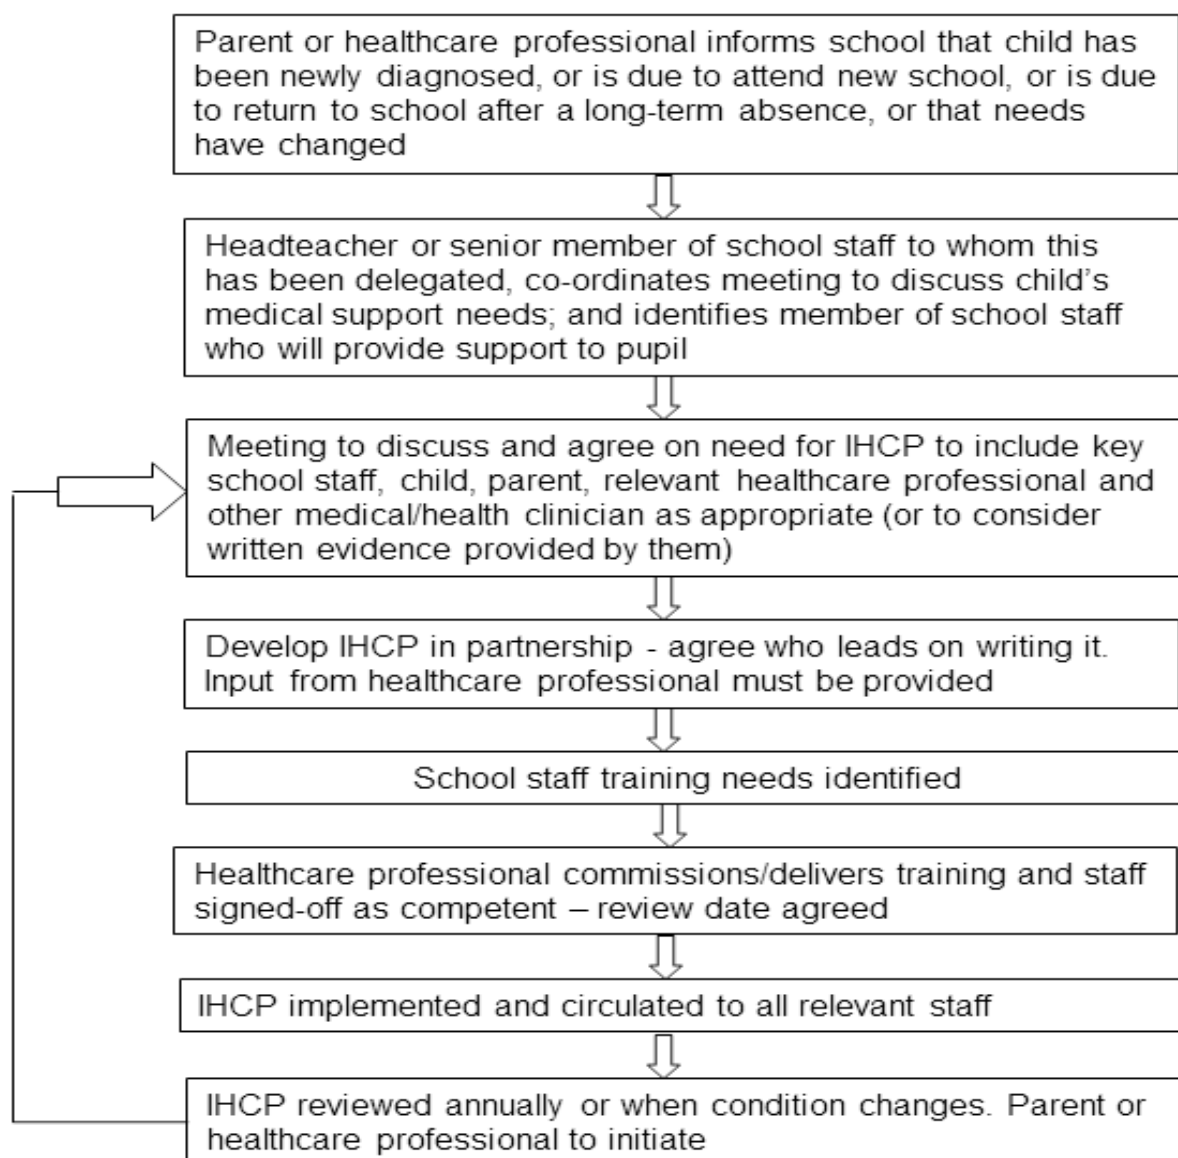 Parent or healthcare professional informs school that child has
been newly diagnosed, or is due to attend new school, or is due
to return to school after a long-term absence, or that needs
have changed
Headteacher or senior member of school staff to whom this
has been delegated, co-ordinates meeting to discuss child's
medical support needs; and identifies member of school staff
who will provide support to pupil
Meeting to discuss and agree on need for IHCP to include key
school staff, child, parent, relevant healthcare professional and
other medical/health clinician as appropriate (or to consider
written evidence provided by them)
Develop IHCP in partnership - agree who leads on writing it.
Input from healthcare professional must be provided
School staff training needs identified
Healthcare professional commissions/delivers training and staff
signed-off as competent – review date agreed
IHCP implemented and circulated to all relevant staff
IHCP reviewed annually or when condition changes. Parent or
healthcare professional to initiate